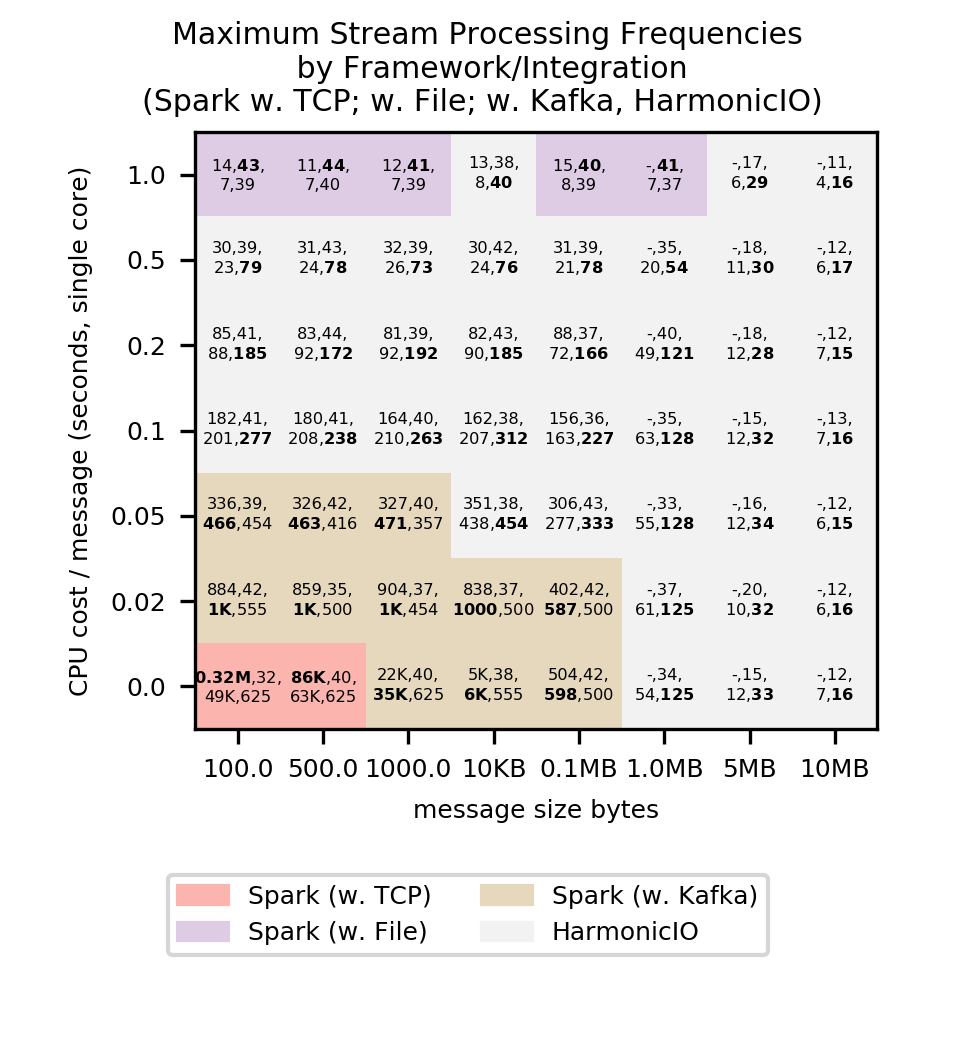 Maximum Stream Processing Frequencies
by Framework/Integration
(Spark w. TCP; w. File; w. Kafka, HarmonicIO)
CPU cost / message (seconds, single core)
1.0
14,43, 11,44, 12,41, 13,38, 15,40, -,41, -,17, -,11,
7,39 7,40 7,39 8,40 8,39 7,37 6,29 4,16
0.5
30,39, 31,43, 32,39, 30,42, 31,39, -,35, -,18, -,12,
23,79 24,78 26,73 24,76 21,78 20,54 11,30 6,17
0.2
85,41, 83,44, 81,39, 82,43, 88,37, -,40, -,18, -,12,
88,185 92,172 92,192 90,185 72,166 49,121 12,28 7,15
0.1
182,41, 180,41, 164,40, 162,38, 156,36, -,35, -,15, -,13,
201,277 208,238 210,263 207,312 163,227 63,128 12,32 7,16
0.05
336,39, 326,42, 327,40, 351,38, 306,43, -,33, -,16, -,12,
466,454 463,416 471,357 438,454 277,333 55,128 12,34 6,15
0.02
884,42, 859,35, 904,37, 838,37, 402,42, -,37, -,20, -,12,
1K,555 1K,500 1K,454 1000,500 587,500 61,125 10,32 6,16
0.0
0.32M,32, 86K,40, 22K,40, 5K,38, 504,42, -,34, -,15, -,12,
49K,625 63K,625 35K,625 6K,555 598,500 54,125 12,33 7,16
100.0 500.0 1000.0 10KB 0.1MB 1.0MB 5MB 10MB
message size bytes
Spark (w. TCP) Spark (w. Kafka)
Spark (w. File) HarmonicIO